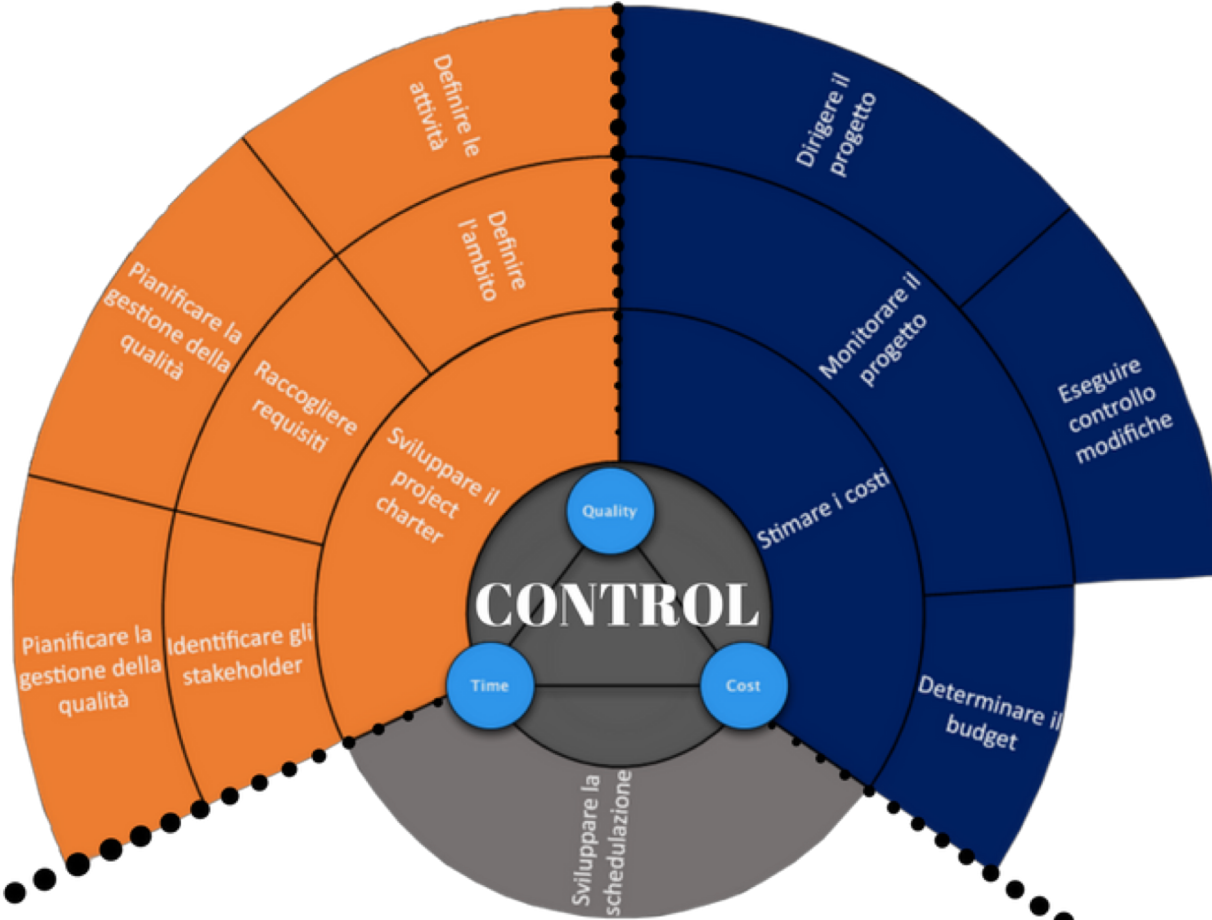 Definire le
attività
Definire
l'ambito
Pianificare la
gestione della
qualità
Raccogliere
requisiti
Sviluppare il
project
charter
Pianificare la
gestione della
qualità
Identificare gli
stakeholder
Dirigere il
progetto
Monitorare il
progetto
Eseguire
controllo
modifiche
Stimare i costi
Determinare il
budget
Quality
CONTROL
Time
Cost
Sviluppare la
schedulazione